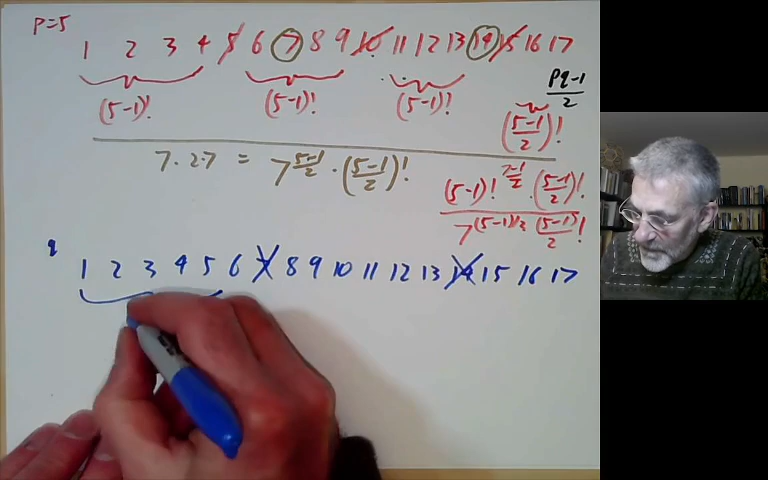 P=5
1 2 3 4 5 6 7 8 9 10 11 12 13 14 15 16 17
(5-1)! (5-1)! (5-1)! (5-1/2)! pq-1/2
7 · 2·7 = 7^(5-1/2) · (5-1/2)!
(5-1)!^(7-1/2) · (5-1/2)!
7^(5-1)/2 (5-1/2)!
1 2 3 4 5 6 7 8 9 10 11 12 13 14 15 16 17